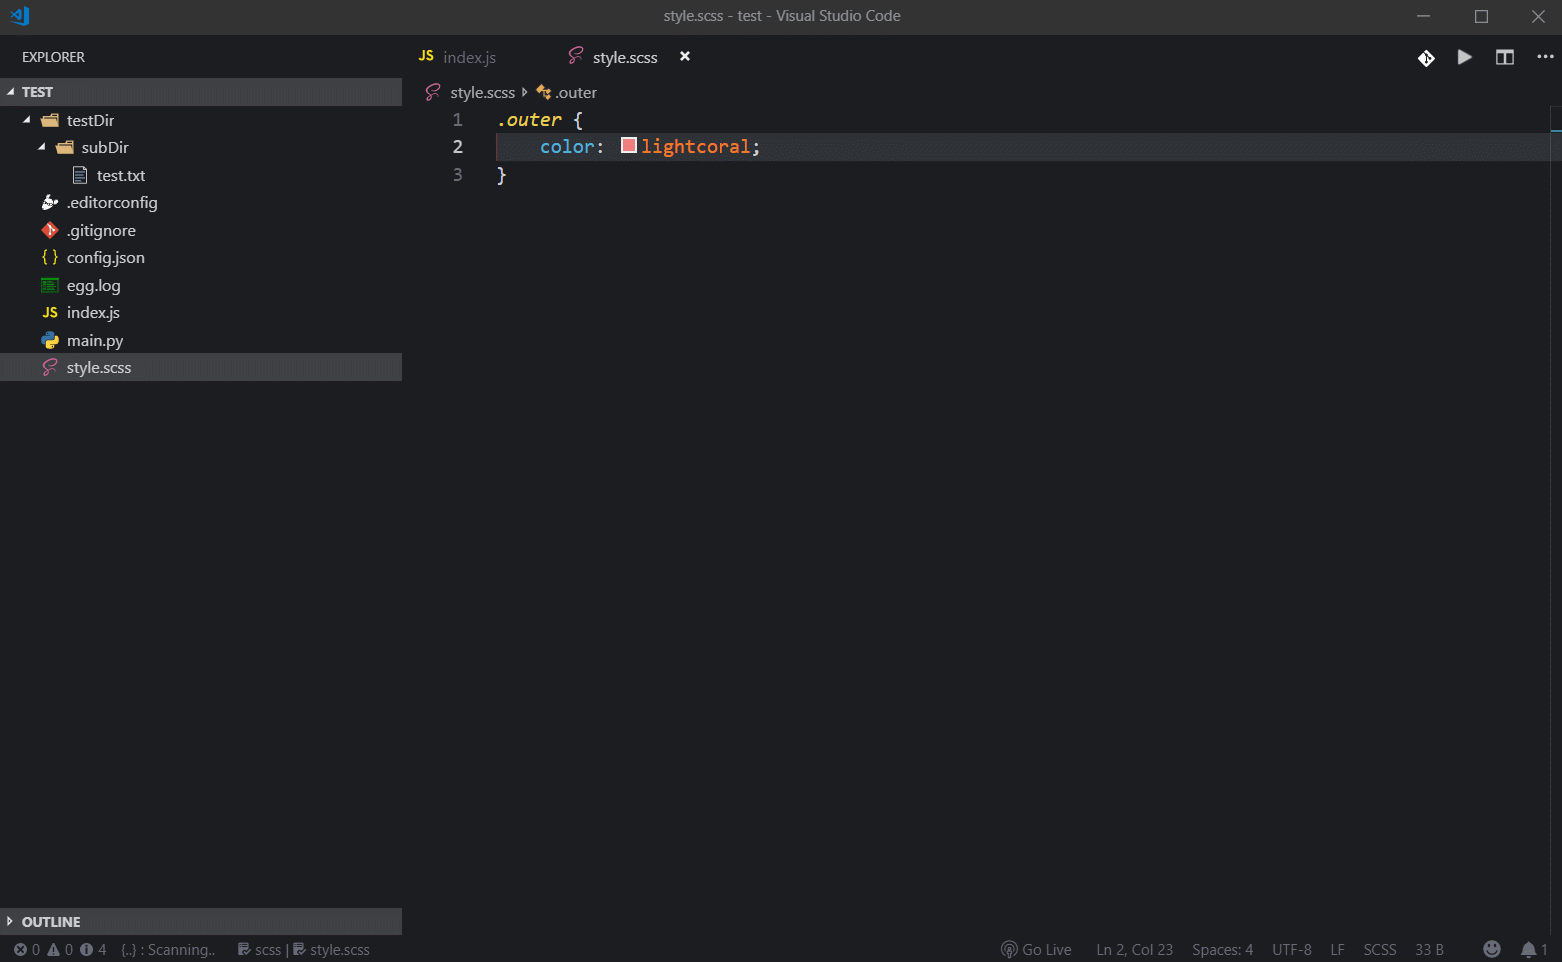 style.scss - test - Visual Studio Code
EXPLORER
JS index.js
style.scss
TEST
style.scss .outer
testDir
subDir
test.txt
.editorconfig
.gitignore
{ } config.json
egg.log
JS index.js
main.py
style.scss
1 .outer {
2 color: lightcoral;
3 }
OUTLINE
0 0 4 {..} : Scanning.. scss | style.scss Go Live Ln 2, Col 23 Spaces: 4 UTF-8 LF SCSS 33 B 1